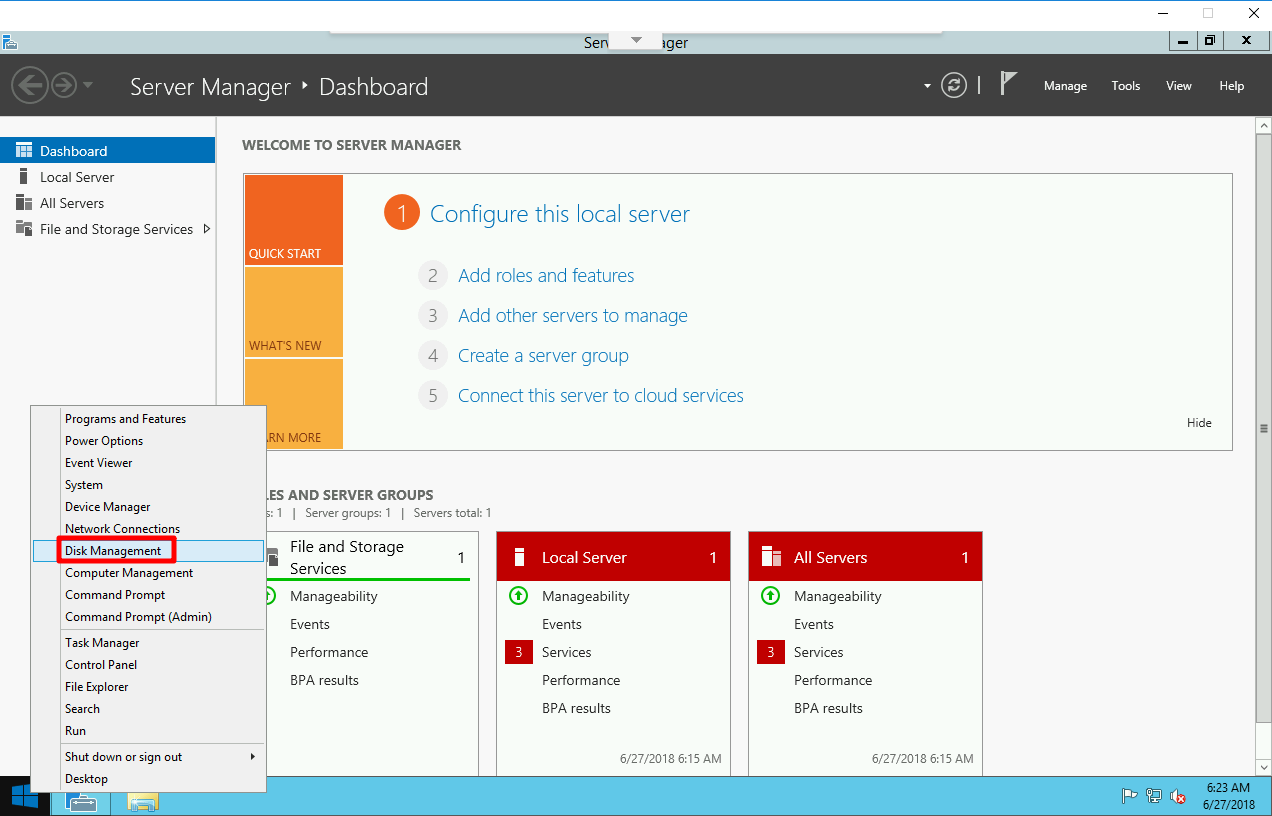 Server Manager
Server Manager ‣ Dashboard
Manage
Tools
View
Help
Dashboard
Local Server
All Servers
File and Storage Services
WELCOME TO SERVER MANAGER
QUICK START
WHAT'S NEW
ARN MORE
1 Configure this local server
2 Add roles and features
3 Add other servers to manage
4 Create a server group
5 Connect this server to cloud services
Hide
LES AND SERVER GROUPS
s: 1 | Server groups: 1 | Servers total: 1
File and Storage
Services
1
Manageability
Events
Performance
BPA results
Local Server 1
Manageability
Events
3 Services
Performance
BPA results
6/27/2018 6:15 AM
All Servers 1
Manageability
Events
3 Services
Performance
BPA results
6/27/2018 6:15 AM
Programs and Features
Power Options
Event Viewer
System
Device Manager
Network Connections
Disk Management
Computer Management
Command Prompt
Command Prompt (Admin)
Task Manager
Control Panel
File Explorer
Search
Run
Shut down or sign out
Desktop
6:23 AM
6/27/2018